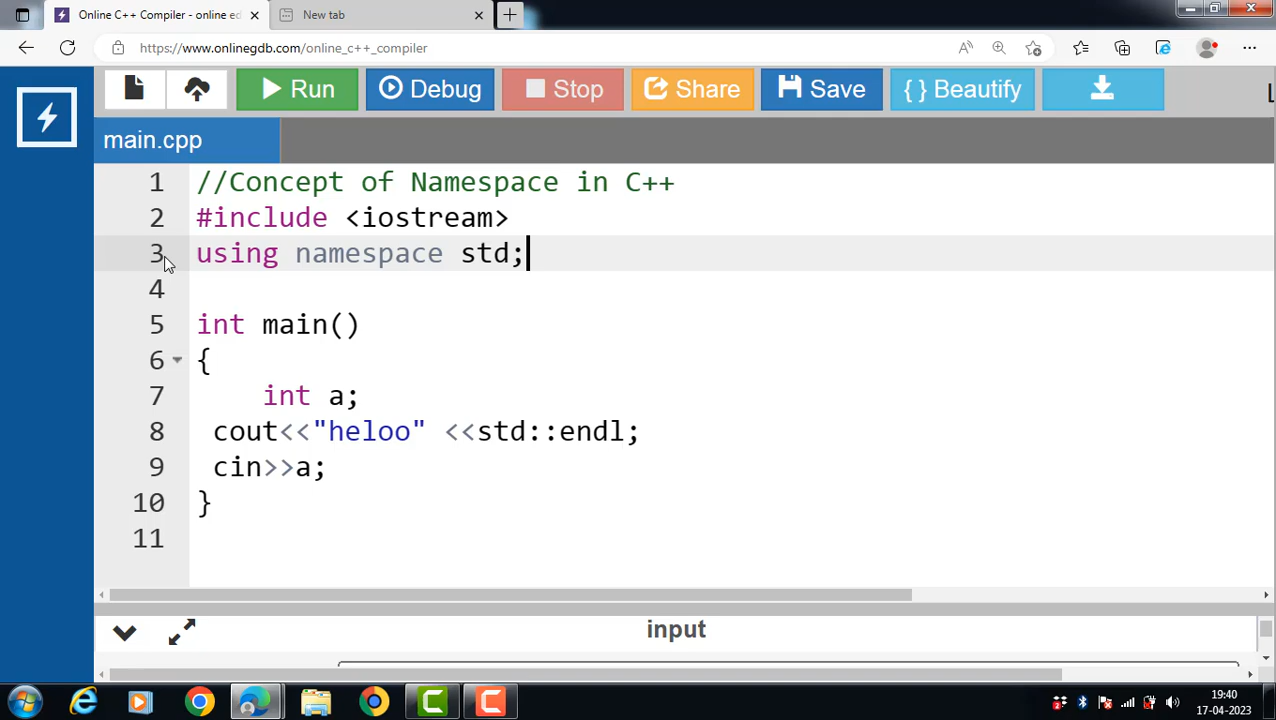 Online C++ Compiler - online ed
New tab
https://www.onlinegdb.com/online_c++_compiler
Run
Debug
Stop
Share
Save
{ } Beautify
L
main.cpp
1 //Concept of Namespace in C++
2 #include <iostream>
3 using namespace std;
4
5 int main()
6 {
7 int a;
8 cout<<"heloo" <<std::endl;
9 cin>>a;
10 }
11
input
19:40
17-04-2023